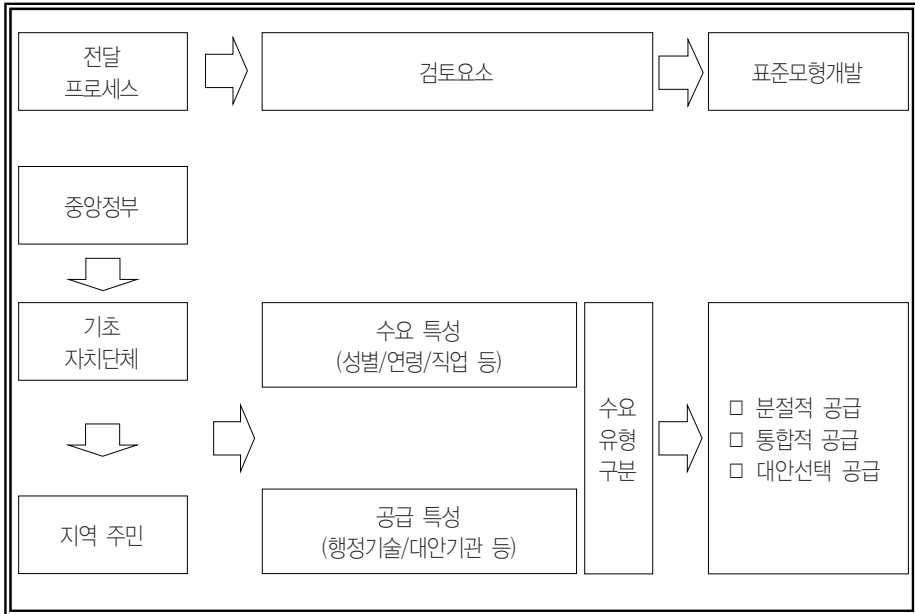 전달
프로세스
검토요소
표준모형개발
중앙정부
기초
자치단체
지역 주민
수요 특성
(성별/연령/직업 등)
공급 특성
(행정기술/대안기관 등)
수요
유형
구분
□ 분절적 공급
□ 통합적 공급
□ 대안선택 공급